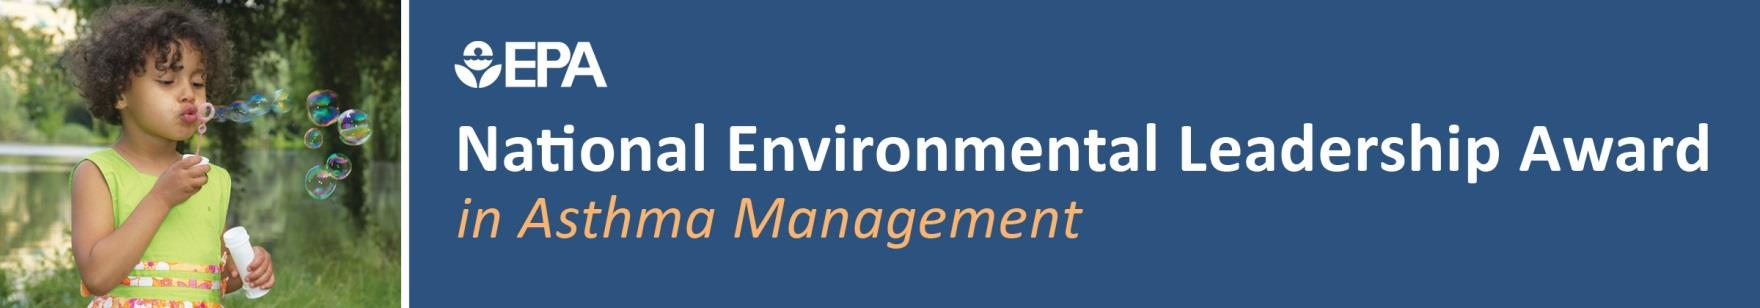 EPA
National Environmental Leadership Award
in Asthma Management